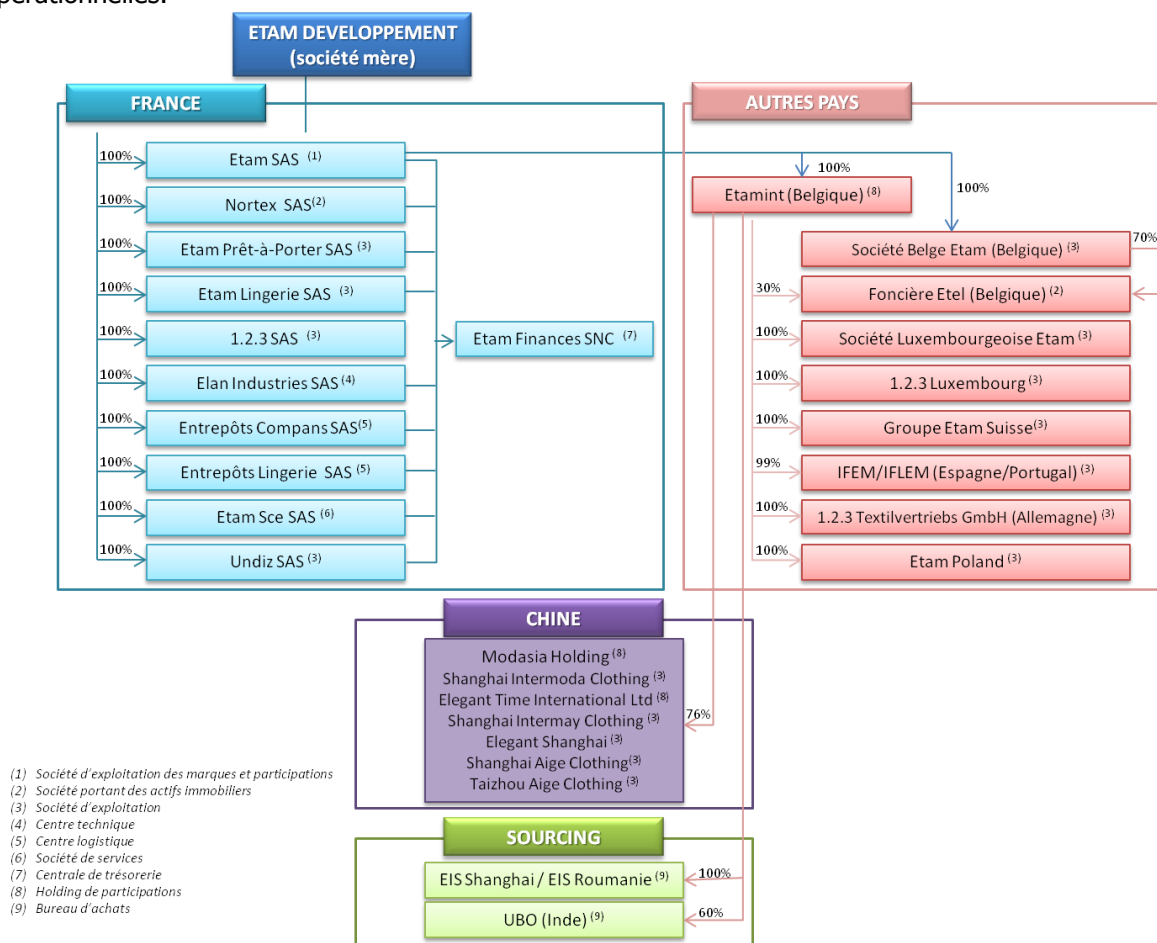 pérationnelles.
ETAM DEVELOPPEMENT
(société mère)
FRANCE
AUTRES PAYS
100%
Etam SAS (1)
100%
Nortex SAS(2)
100%
Etam Prêt-à-Porter SAS (3)
100%
Etam Lingerie SAS (3)
100%
1.2.3 SAS (3)
100%
Elan Industries SAS(4)
100%
Entrepôts Compans SAS(5)
100%
Entrepôts Lingerie SAS (5)
100%
Etam Sce SAS (6)
100%
Undiz SAS (3)
Etam Finances SNC (7)
100%
Etamint (Belgique) (8)
100%
Société Belge Etam (Belgique) (3)
70%
30%
Foncière Etel (Belgique) (2)
100%
Société Luxembourgeoise Etam (3)
100%
1.2.3 Luxembourg (3)
100%
Groupe Etam Suisse(3)
99%
IFEM/IFLEM (Espagne/Portugal) (3)
100%
1.2.3 Textilvertriebs GmbH (Allemagne) (3)
100%
Etam Poland (3)
CHINE
Modasia Holding (8)
Shanghai Intermoda Clothing (3)
Elegant Time International Ltd (8)
Shanghai Intermay Clothing (3)
Elegant Shanghai (3)
Shanghai Aige Clothing(3)
Taizhou Aige Clothing (3)
76%
SOURCING
EIS Shanghai / EIS Roumanie (9)
100%
UBO (Inde) (9)
60%
(1) Société d'exploitation des marques et participations
(2) Société portant des actifs immobiliers
(3) Société d'exploitation
(4) Centre technique
(5) Centre logistique
(6) Société de services
(7) Centrale de trésorerie
(8) Holding de participations
(9) Bureau d'achats